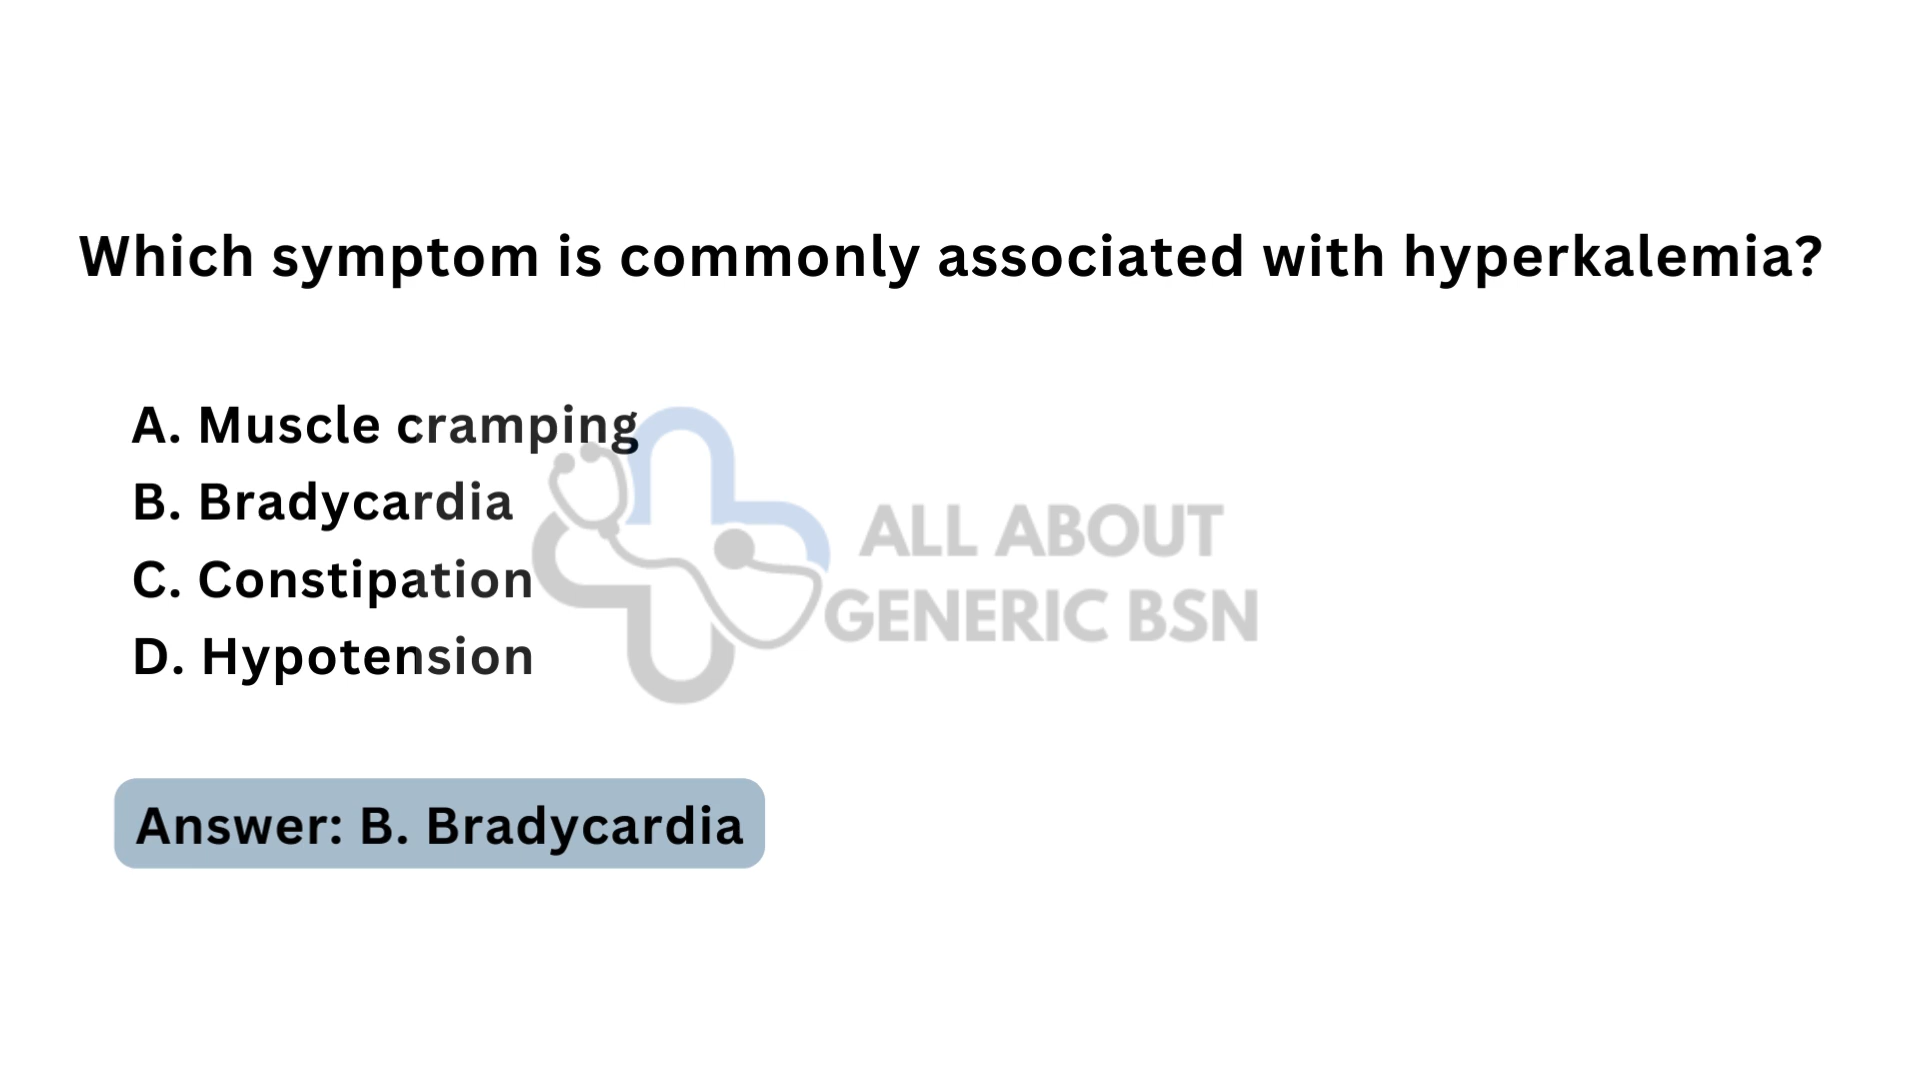 Which symptom is commonly associated with hyperkalemia?
A. Muscle cramping
B. Bradycardia
C. Constipation
D. Hypotension
ALL ABOUT
GENERIC BSN
Answer: B. Bradycardia